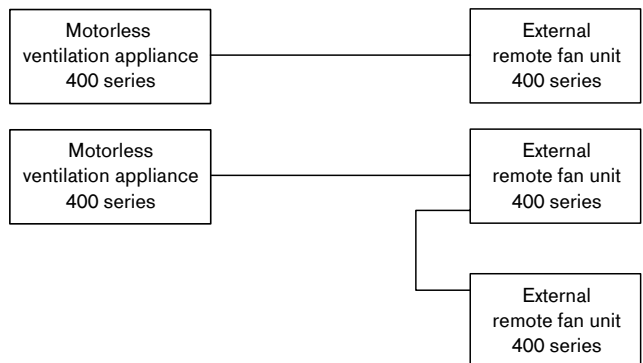 Motorless
ventilation appliance
400 series
External
remote fan unit
400 series
Motorless
ventilation appliance
400 series
External
remote fan unit
400 series
External
remote fan unit
400 series